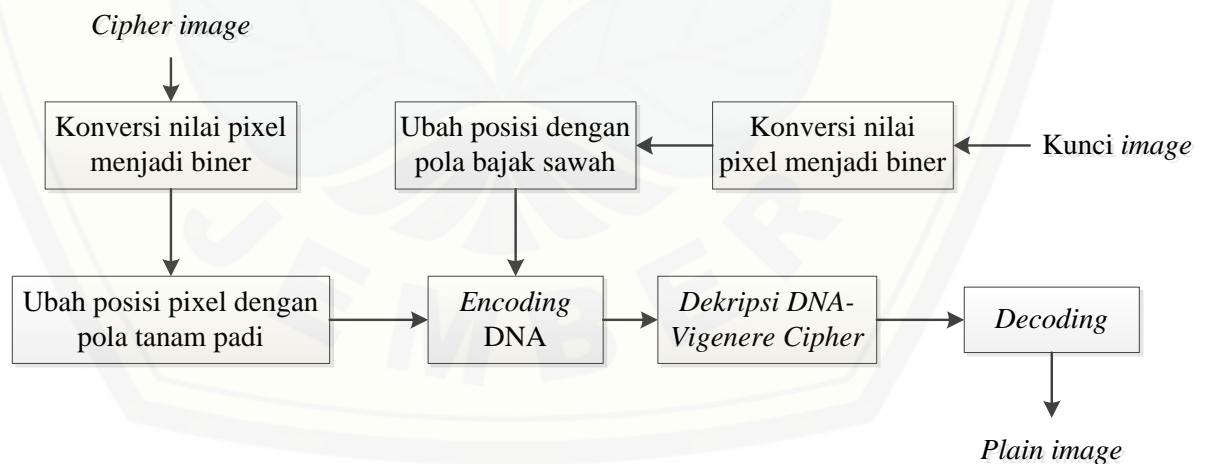 Cipher image
Konversi nilai pixel
menjadi biner
Ubah posisi dengan
pola bajak sawah
Konversi nilai
pixel menjadi biner
Kunci image
Ubah posisi pixel dengan
pola tanam padi
Encoding
DNA
Dekripsi DNA-
Vigenere Cipher
Decoding
Plain image
JEMBER